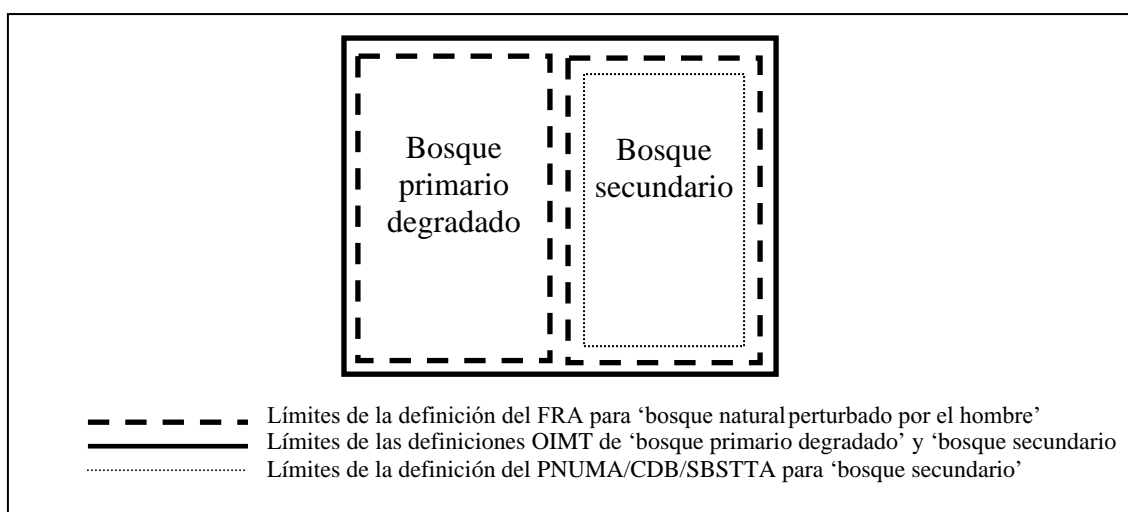 Bosque
primario
degradado
Bosque
secundario
Límites de la definición del FRA para ‘bosque natural perturbado por el hombre’
Límites de las definiciones OIMT de ‘bosque primario degradado’ y ‘bosque secundario
Límites de la definición del PNUMA/CDB/SBSTTA para ‘bosque secundario’